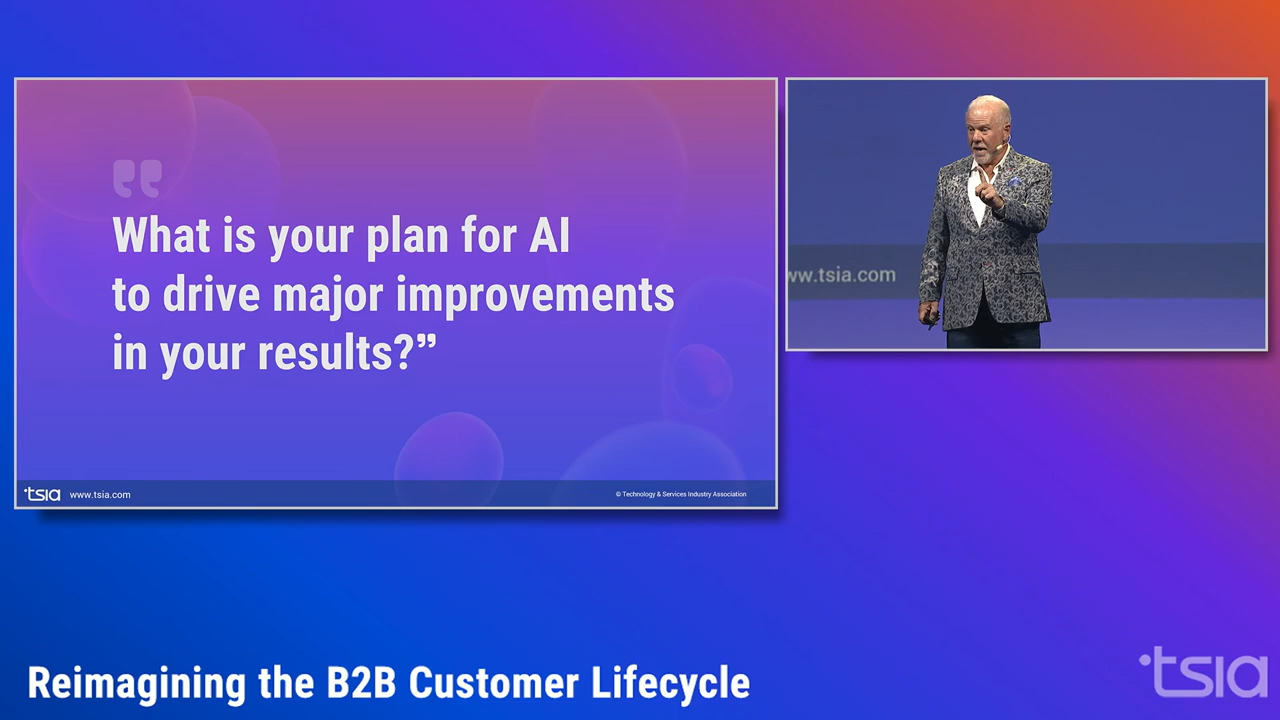 What is your plan for AI
to drive major improvements
in your results?”
tsia www.tsia.com
© Technology & Services Industry Association
ww.tsia.com
Reimagining the B2B Customer Lifecycle
tsia